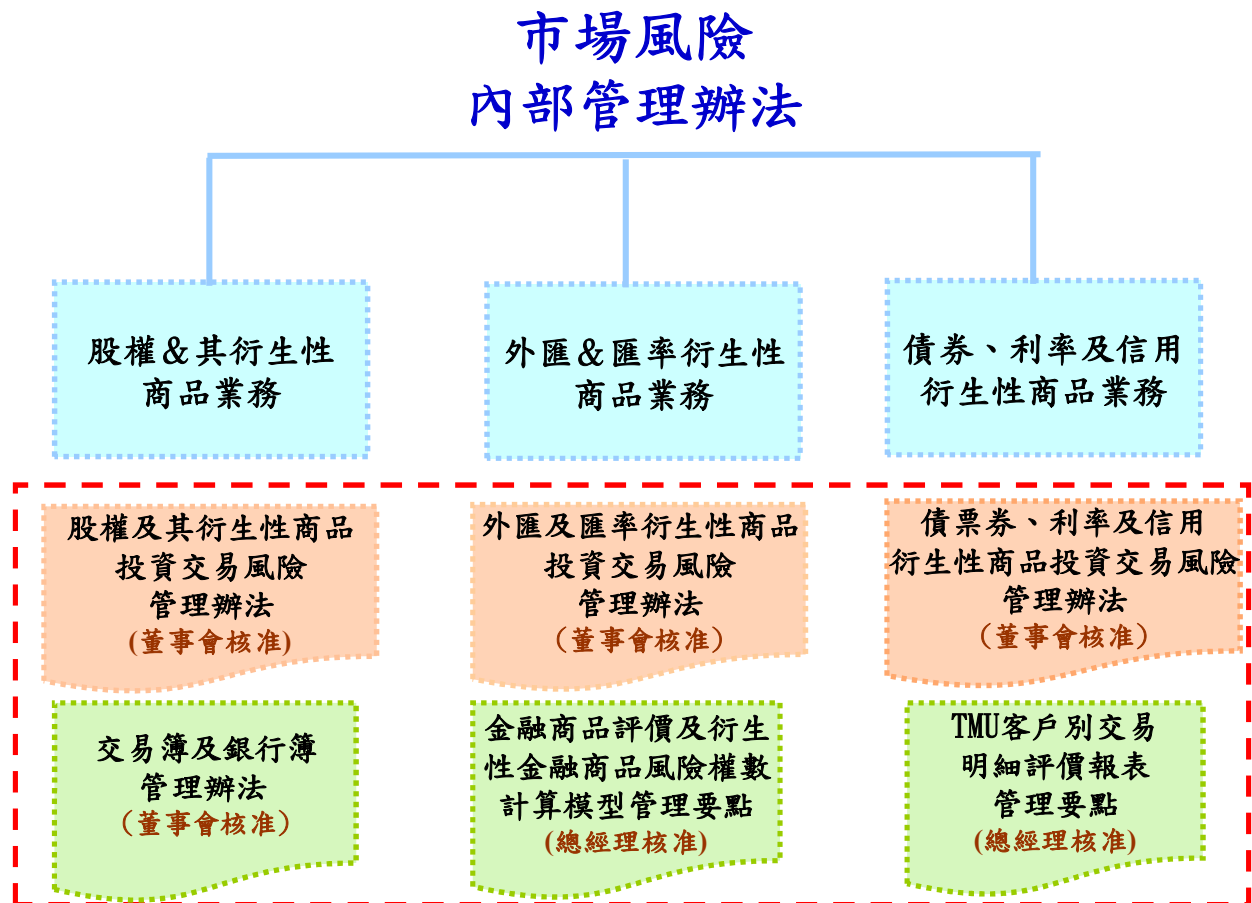 市場風險
內部管理辦法
股權＆其衍生性
商品業務
外匯＆匯率衍生性
商品業務
債券、利率及信用
衍生性商品業務
股權及其衍生性商品
投資交易風險
管理辦法
(董事會核准)
外匯及匯率衍生性商品
投資交易風險
管理辦法
（董事會核准）
債票券、利率及信用
衍生性商品投資交易風險
管理辦法
（董事會核准）
交易簿及銀行簿
管理辦法
（董事會核准）
金融商品評價及衍生
性金融商品風險權數
計算模型管理要點
(總經理核准)
TMU客戶別交易
明細評價報表
管理要點
(總經理核准)